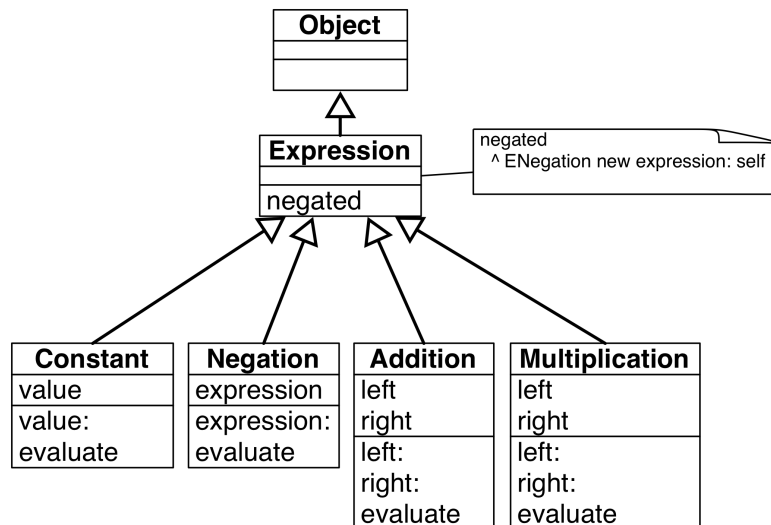 Object
Expression
negated
negated
^ ENegation new expression: self
Constant
value
value:
evaluate
Negation
expression
expression:
evaluate
Addition
left
right
left:
right:
evaluate
Multiplication
left
right
left:
right:
evaluate